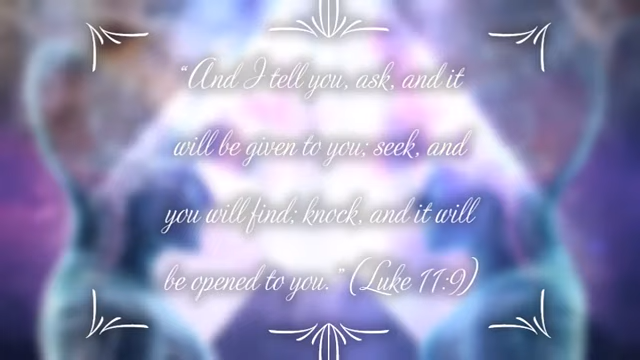 “And I tell you, ask, and it
will be given to you; seek, and
you will find; knock, and it will
be opened to you.” (Luke 11:9)